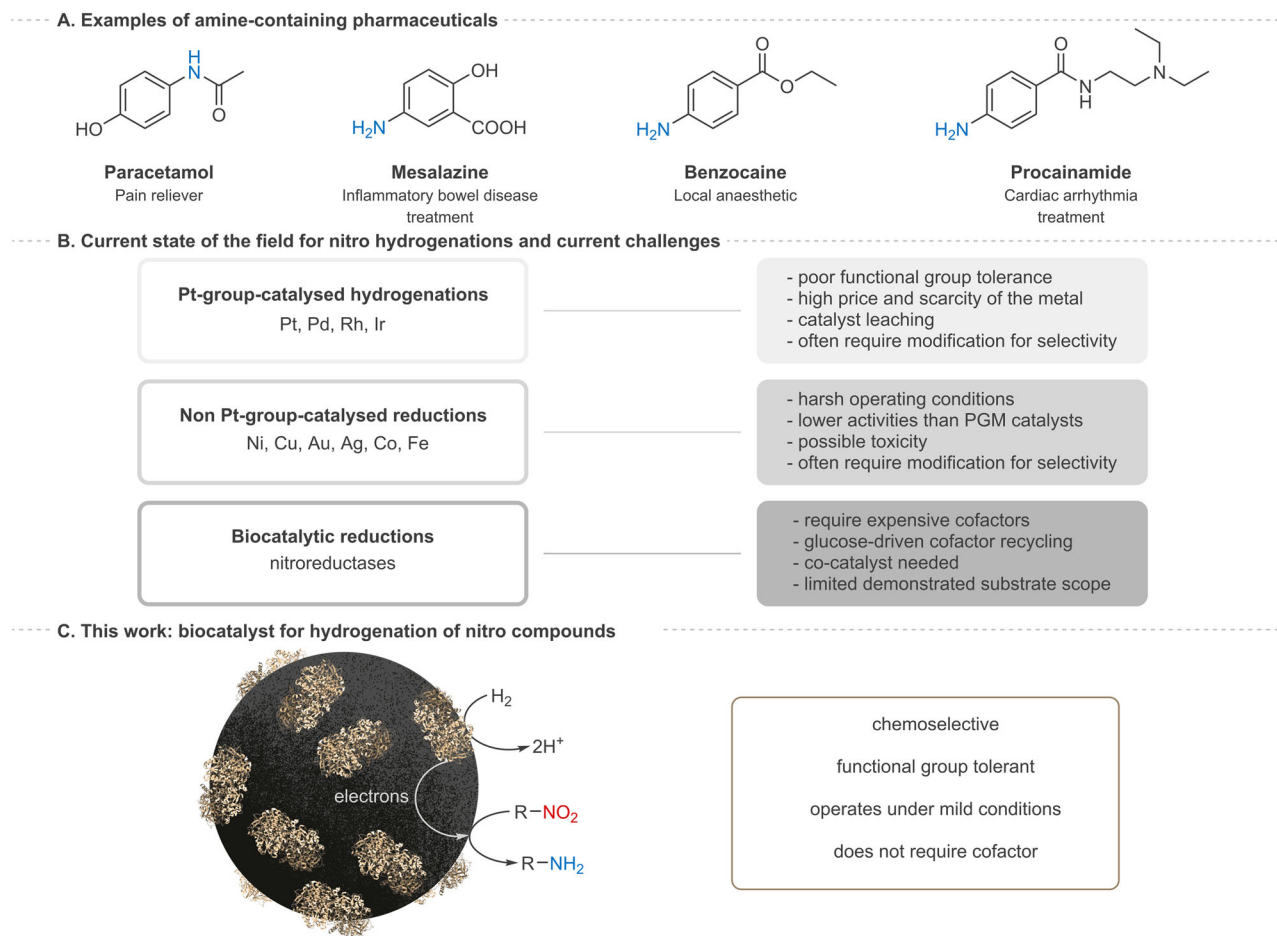 A. Examples of amine-containing pharmaceuticals
H
N
O
HO
OH
H₂N
COOH
O
O
H₂N
O
N
H
N
H₂N
Paracetamol
Pain reliever
Mesalazine
Inflammatory bowel disease
treatment
Benzocaine
Local anaesthetic
Procainamide
Cardiac arrhythmia
treatment
B. Current state of the field for nitro hydrogenations and current challenges
Pt-group-catalysed hydrogenations
Pt, Pd, Rh, Ir
- poor functional group tolerance
- high price and scarcity of the metal
- catalyst leaching
- often require modification for selectivity
Non Pt-group-catalysed reductions
Ni, Cu, Au, Ag, Co, Fe
- harsh operating conditions
- lower activities than PGM catalysts
- possible toxicity
- often require modification for selectivity
Biocatalytic reductions
nitroreductases
- require expensive cofactors
- glucose-driven cofactor recycling
- co-catalyst needed
- limited demonstrated substrate scope
C. This work: biocatalyst for hydrogenation of nitro compounds
H₂
2H⁺
electrons
R–NO₂
R–NH₂
chemoselective
functional group tolerant
operates under mild conditions
does not require cofactor